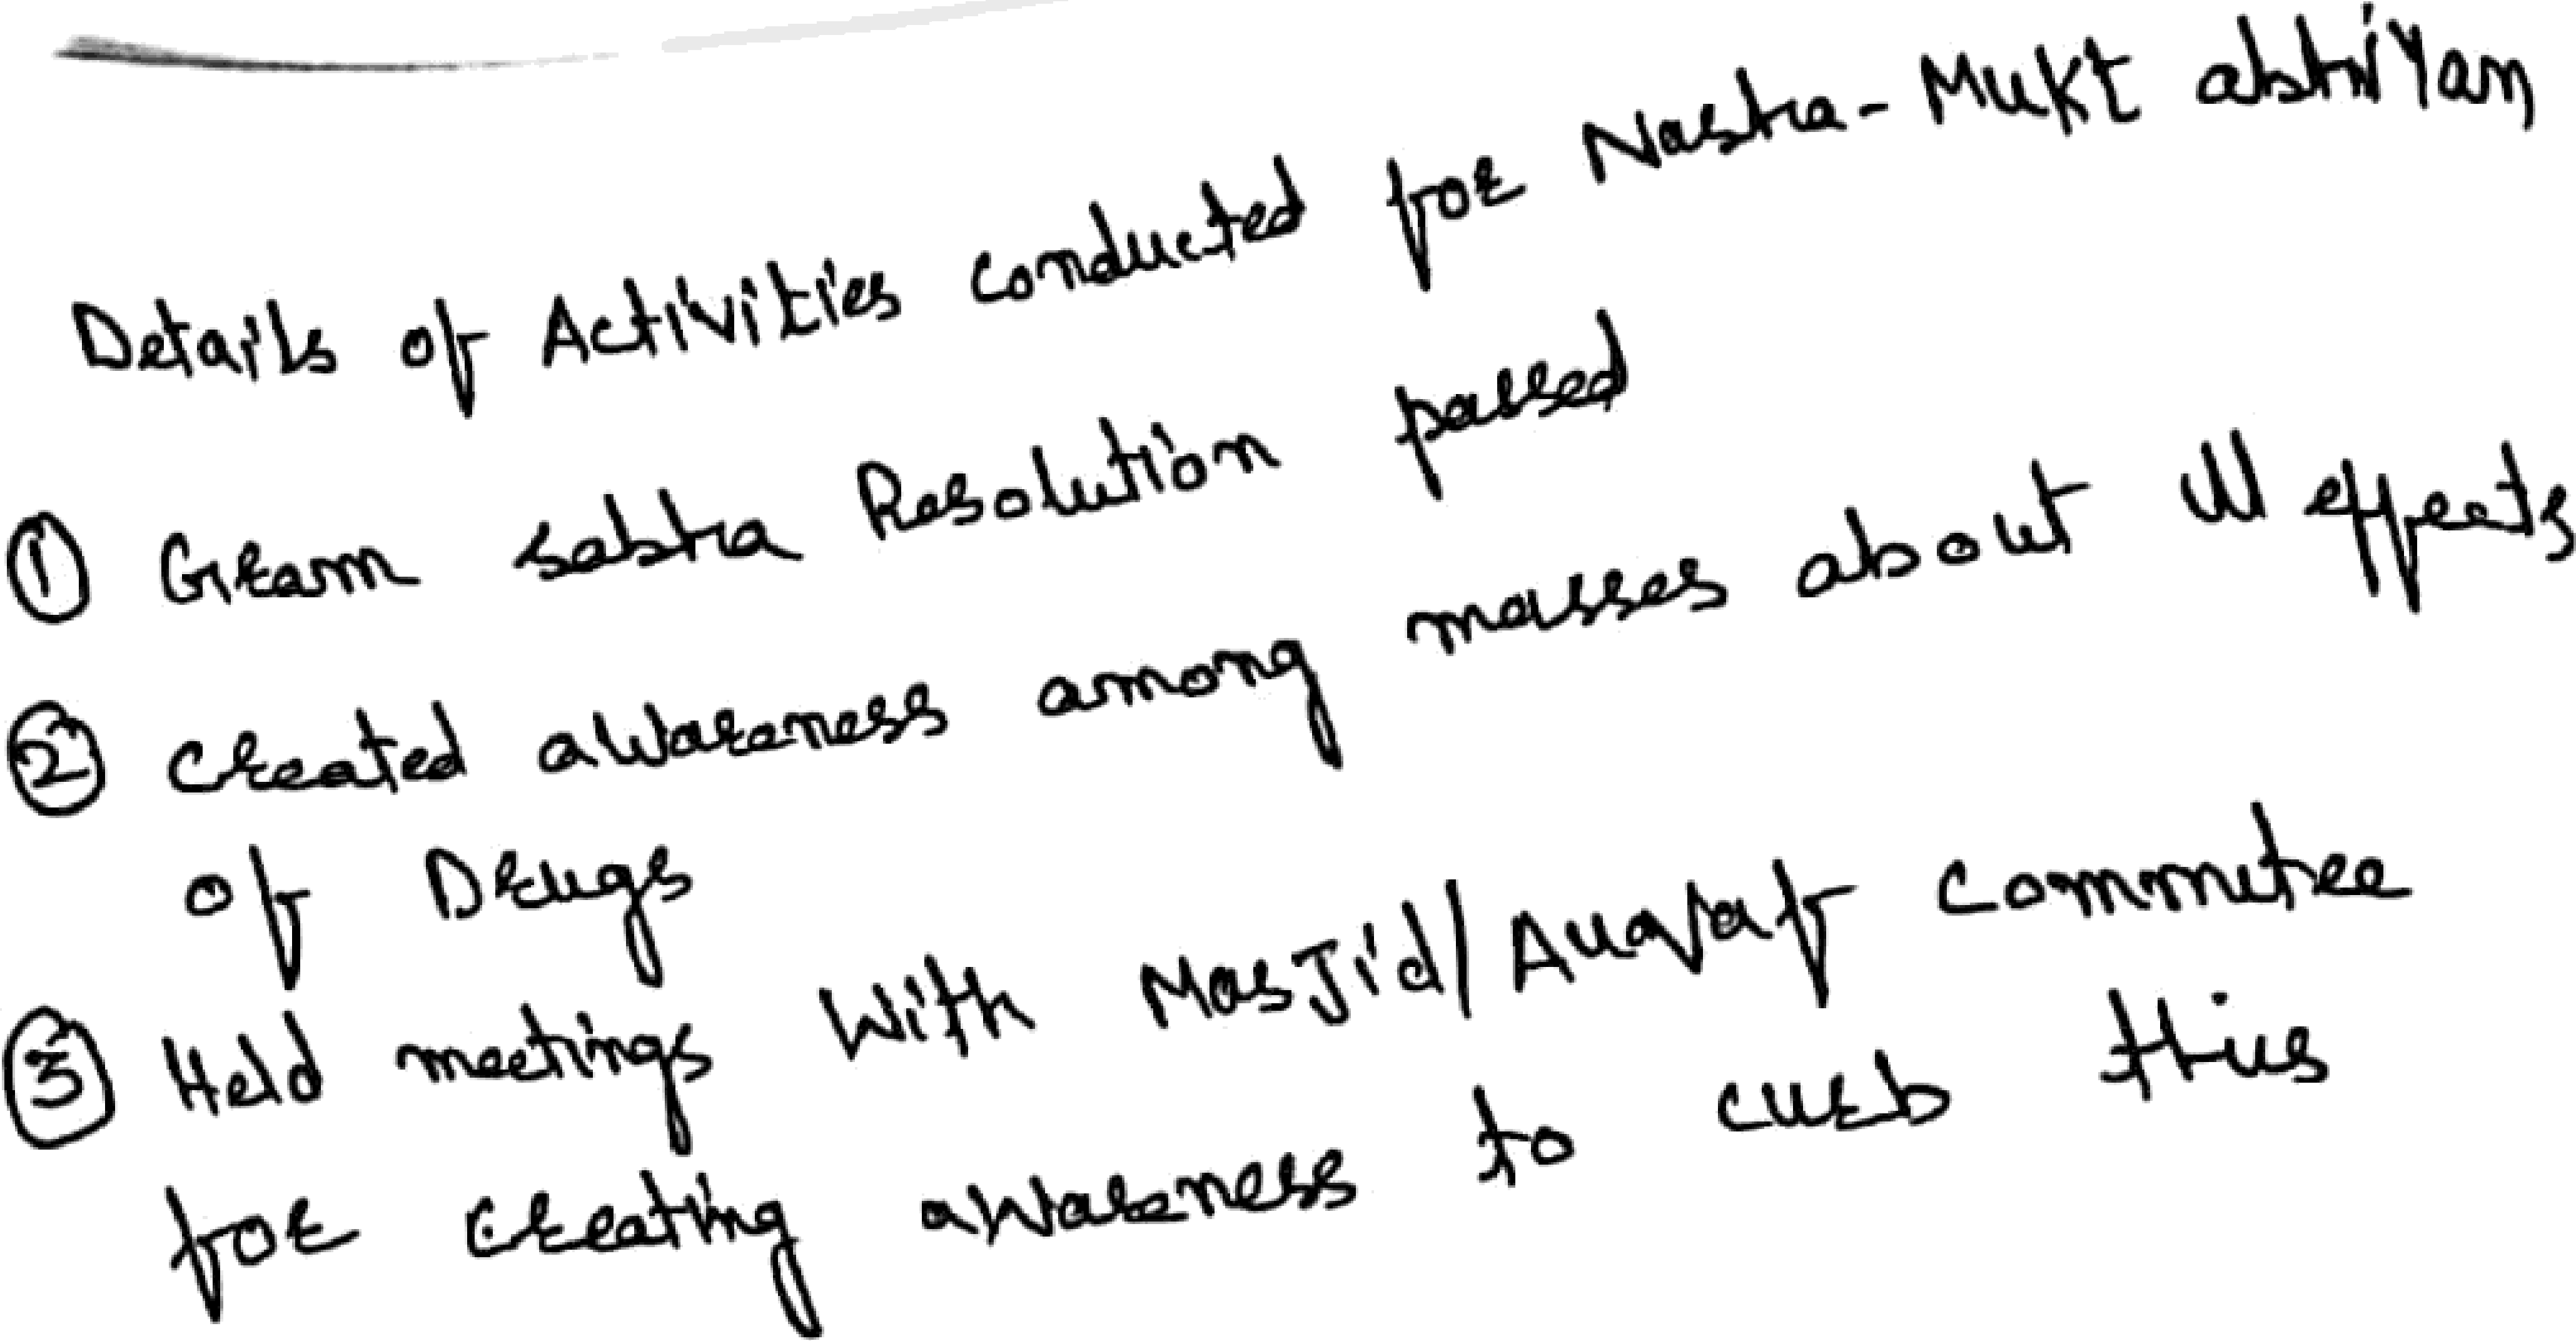 Details of Activities conducted for Nasha-Mukt abhiyan
① Gram sabha Resolution passed
② Created awareness among masses about ill effects
of Drugs
③ Held meetings with Masjid/Auqaf commitee
for creating awareness to curb this